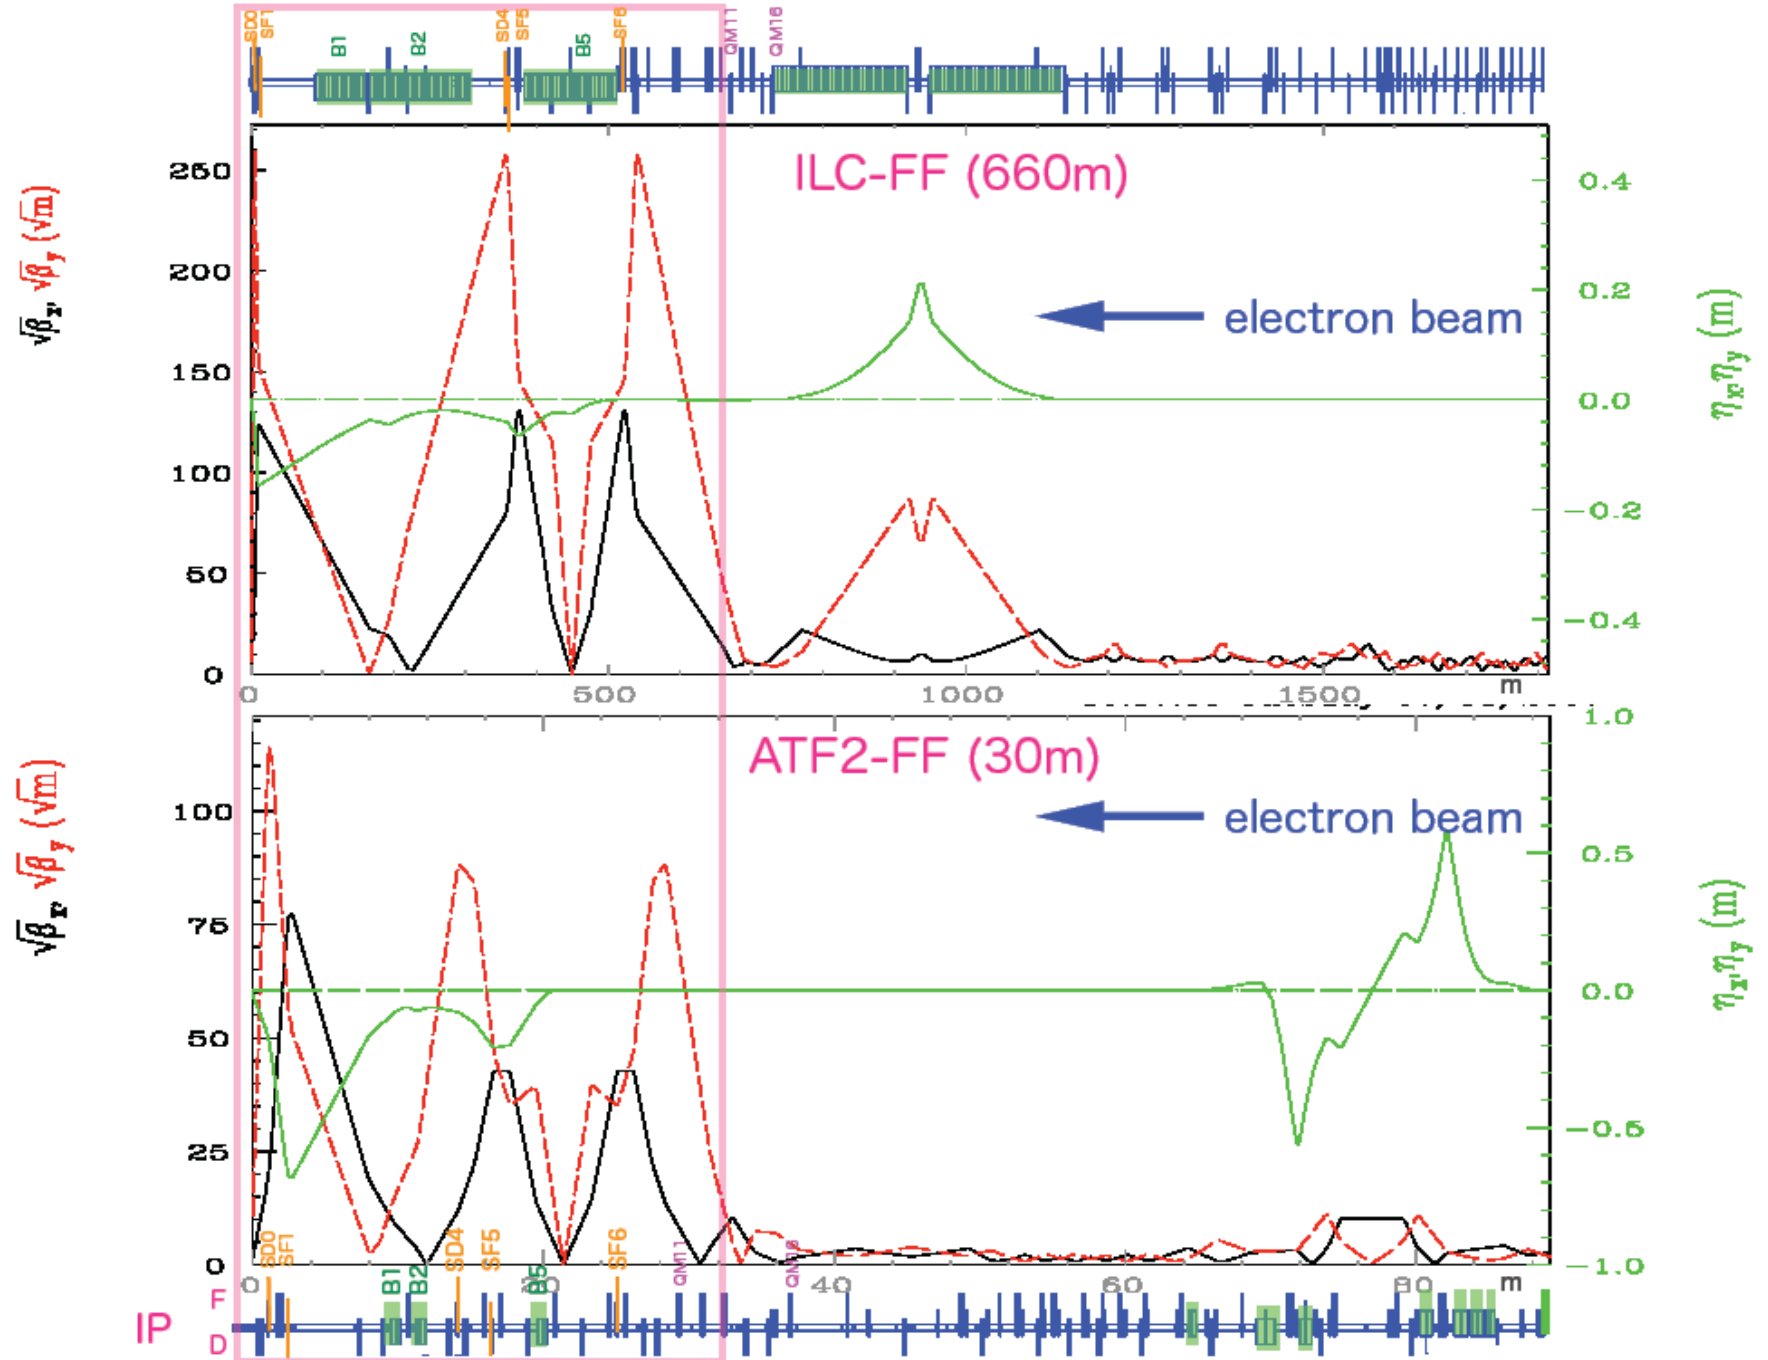 SD0 SF1 B1 B2 SD4 SF5 B5 SF6 QM11 QM16
ILC-FF (660m)
electron beam
√βx, √βy (√m)
250
200
150
100
50
0
0.4
0.2
0.0
-0.2
-0.4
ηx, ηy (m)
0 500 1000 1500 m
ATF2-FF (30m)
electron beam
√βx, √βy (√m)
100
75
50
25
0
1.0
0.5
0.0
-0.5
-1.0
ηx, ηy (m)
SD0 SF1 B1 B2 SD4 SF5 B5 SF6 QM11 QM16
0 20 40 60 80 m
F
IP
D